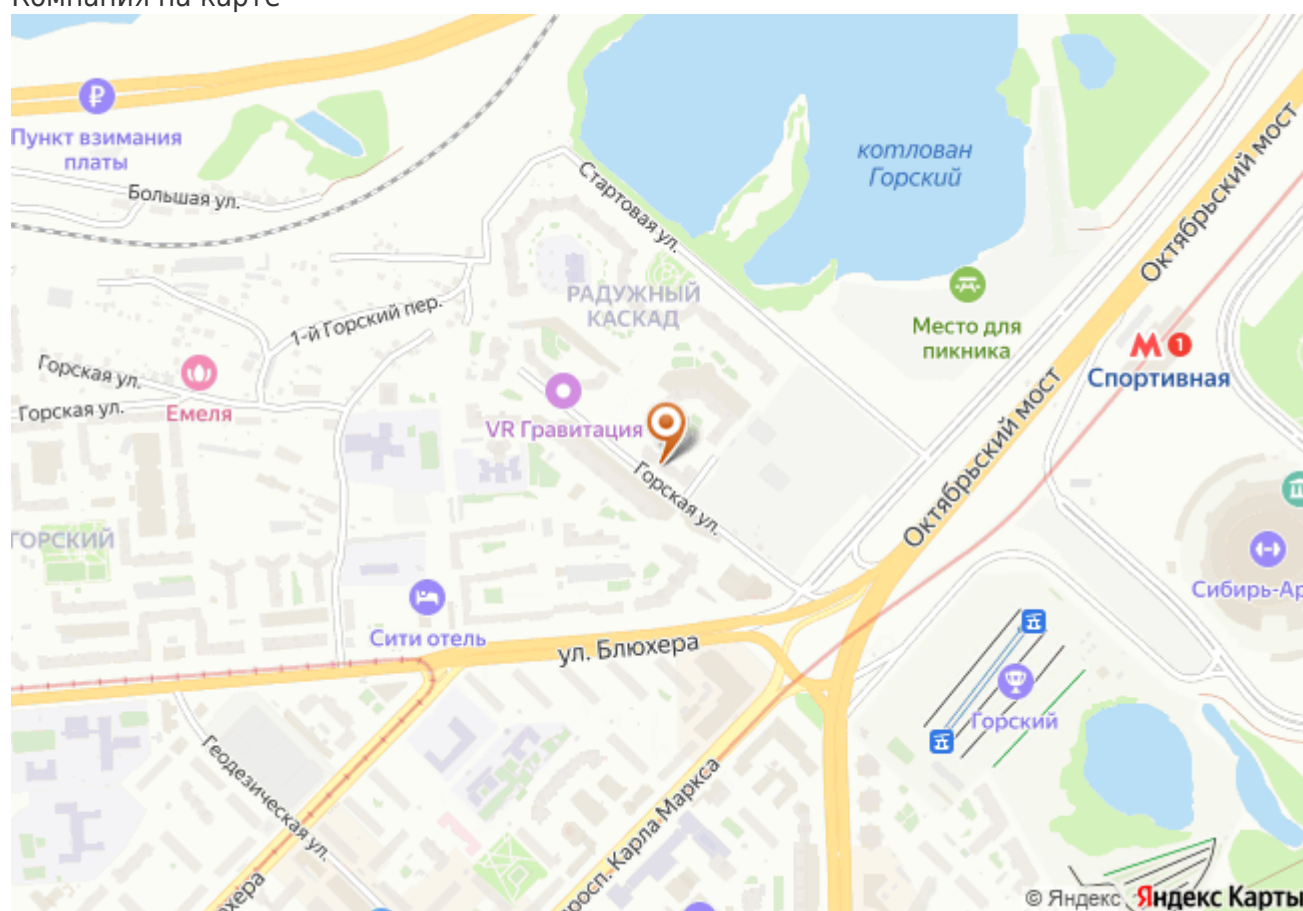 Компания на карте
Пункт взимания
платы
Большая ул.
Стартовая ул.
котлован
Горский
Октябрьский мост
1-й Горский пер.
РАДУЖНЫЙ
КАСКАД
Место для
пикника
1
Спортивная
Горская ул.
Горская ул.
Емеля
VR Гравитация
Горская ул.
Октябрьский мост
ГОРСКИЙ
Сити отель
ул. Блюхера
Сибирь-Ар
Горский
Геодезическая ул.
просп. Карла Маркса
юхера
© Яндекс Яндекс Карты